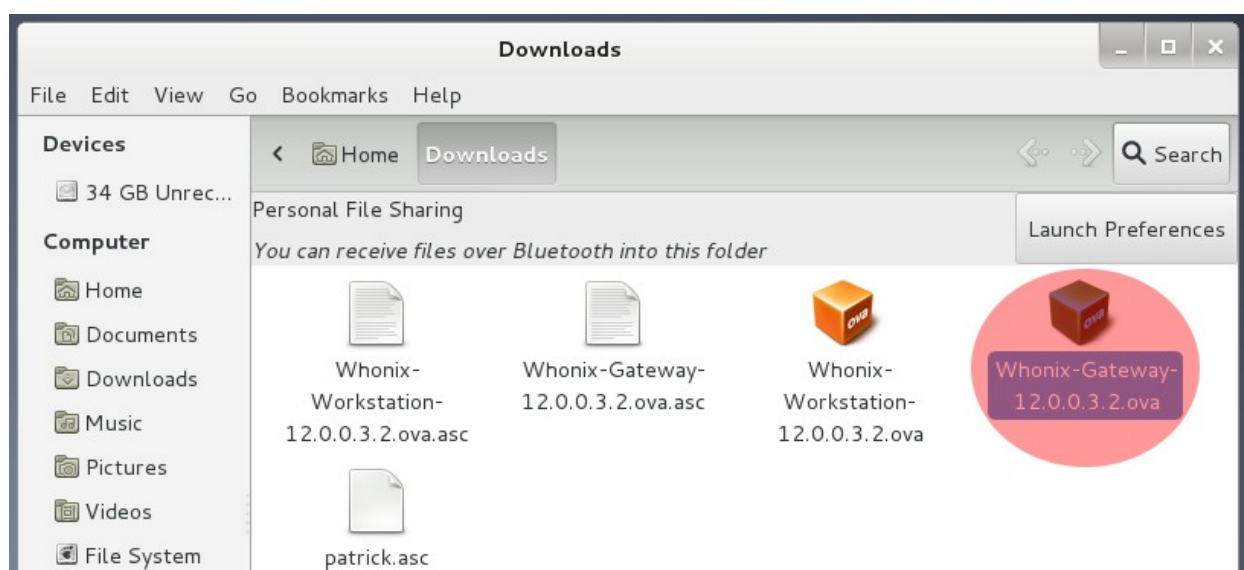 Downloads
File Edit View Go Bookmarks Help
Devices
34 GB Unrec...
Computer
Home
Documents
Downloads
Music
Pictures
Videos
File System
Home Downloads
Search
Personal File Sharing
You can receive files over Bluetooth into this folder
Launch Preferences
Whonix-
Workstation-
12.0.0.3.2.ova.asc
Whonix-Gateway-
12.0.0.3.2.ova.asc
ova
Whonix-
Workstation-
12.0.0.3.2.ova
ova
Whonix-Gateway-
12.0.0.3.2.ova
patrick.asc